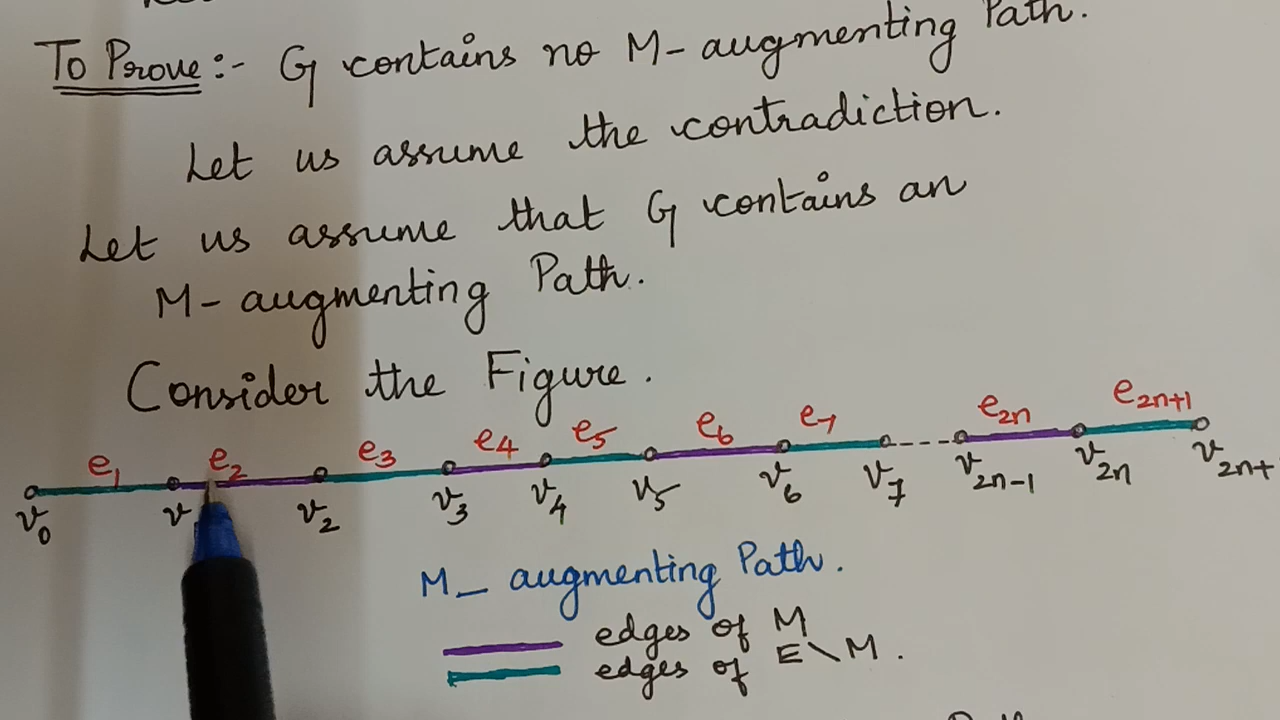 To Prove:- G contains no M-augmenting Path.
Let us assume the contradiction.
Let us assume that G contains an
M-augmenting Path.
Consider the Figure.
e1 e2 e3 e4 e5 e6 e7 e2n e2n+1
v0 v v2 v3 v4 v5 v6 v7 v2n-1 v2n v2n+
M- augmenting Path.
edges of M
edges of E\M.